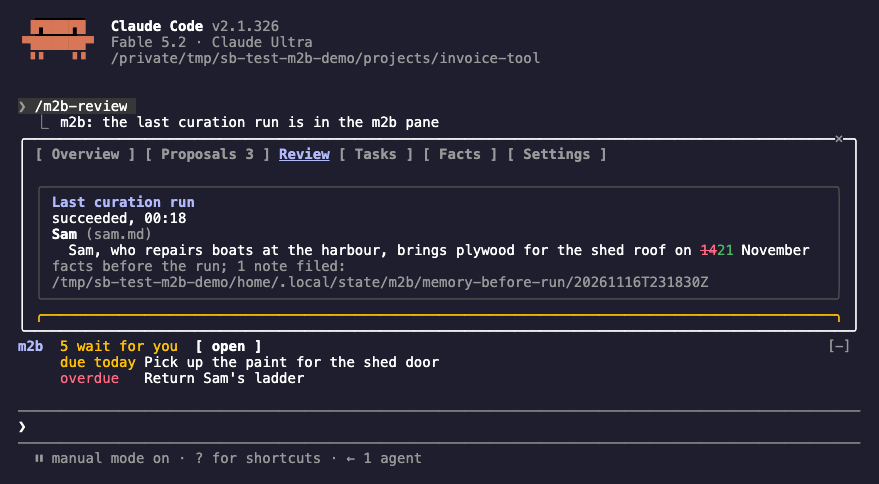 Claude Code v2.1.326
Fable 5.2 · Claude Ultra
/private/tmp/sb-test-m2b-demo/projects/invoice-tool
❯ /m2b-review
⎿ m2b: the last curation run is in the m2b pane
×
[ Overview ] [ Proposals 3 ] Review [ Tasks ] [ Facts ] [ Settings ]
Last curation run
succeeded, 00:18
Sam (sam.md)
Sam, who repairs boats at the harbour, brings plywood for the shed roof on 1421 November
facts before the run; 1 note filed:
/tmp/sb-test-m2b-demo/home/.local/state/m2b/memory-before-run/20261116T231830Z
m2b 5 wait for you [ open ] [-]
due today Pick up the paint for the shed door
overdue Return Sam's ladder
❯
⏸ manual mode on · ? for shortcuts · ← 1 agent